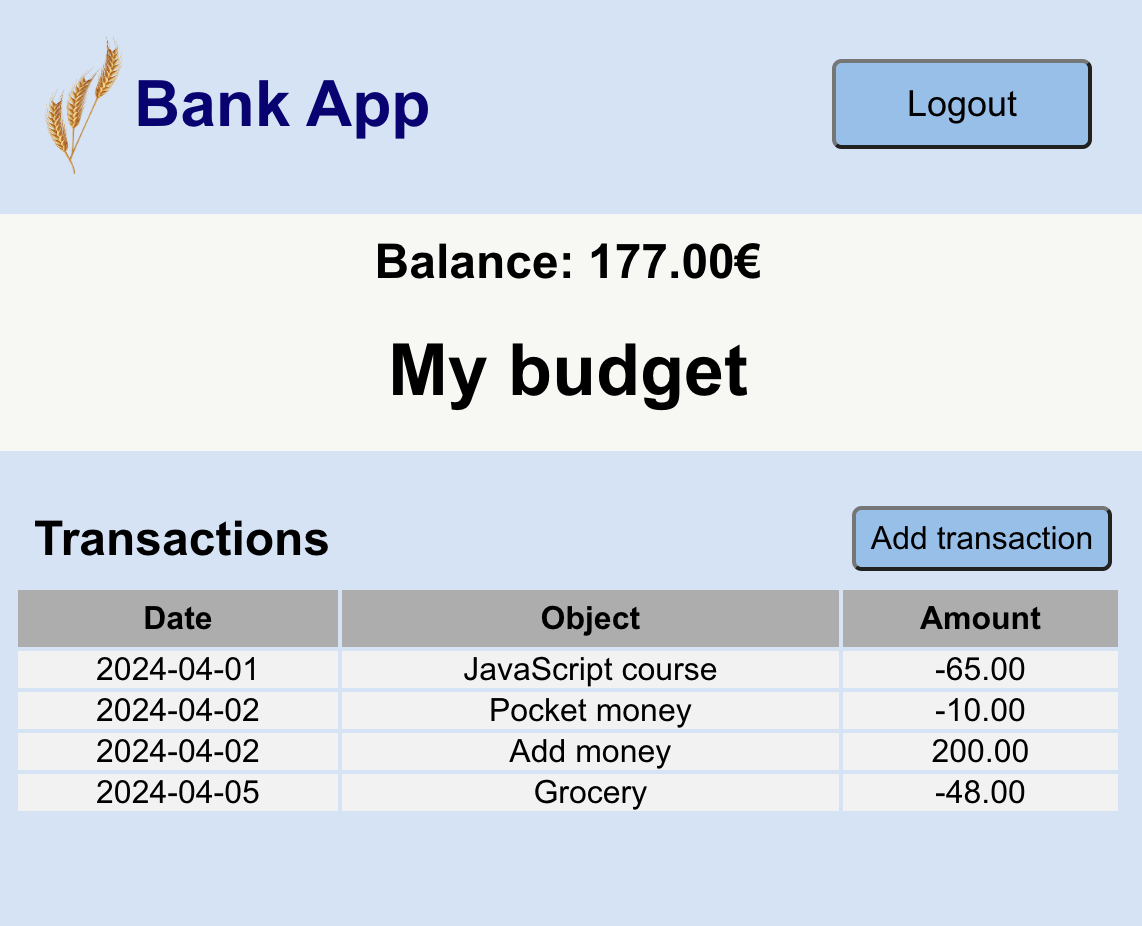 Bank App
Logout
Balance: 177.00€
My budget
Transactions
Add transaction
Date Object Amount
2024-04-01 JavaScript course -65.00
2024-04-02 Pocket money -10.00
2024-04-02 Add money 200.00
2024-04-05 Grocery -48.00